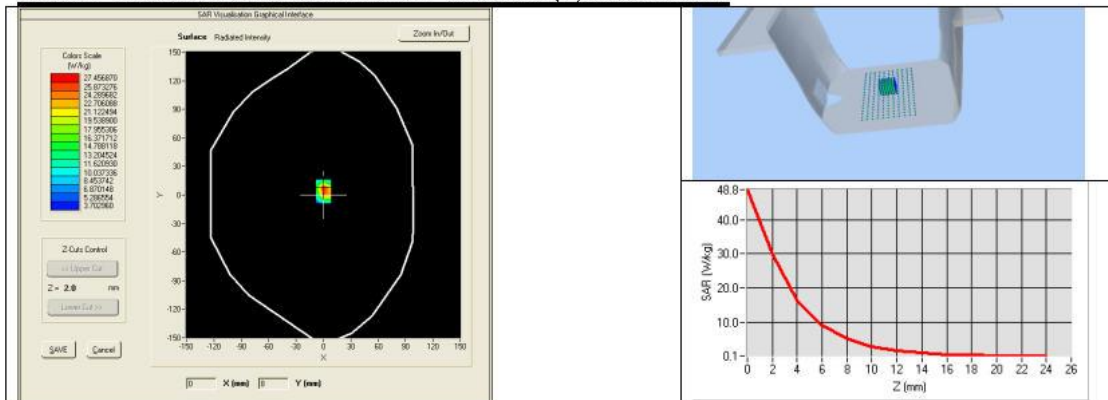 SAR Visualisation Graphical Interface
Surface Radiated Intensity
Zoom In/Out
Colors Scale
(W/kg)
27.456870
25.873276
24.289682
22.706088
21.122494
19.538900
17.955306
16.371712
14.788118
13.204524
11.620930
10.037336
8.453742
6.870148
5.286554
3.702960
Z-Cuts Control
<< Upper Cut
Z = 2.0 mm
Lower Cut >>
SAVE Cancel
150
120
90
60
30
0
-30
-60
-90
-120
-150
Y
-150 -120 -90 -60 -30 0 30 60 90 120 150
X
0 X (mm) 0 Y (mm)
48.8
40.0
30.0
20.0
10.0
0.1
SAR (W/kg)
0 2 4 6 8 10 12 14 16 18 20 22 24 26
Z (mm)